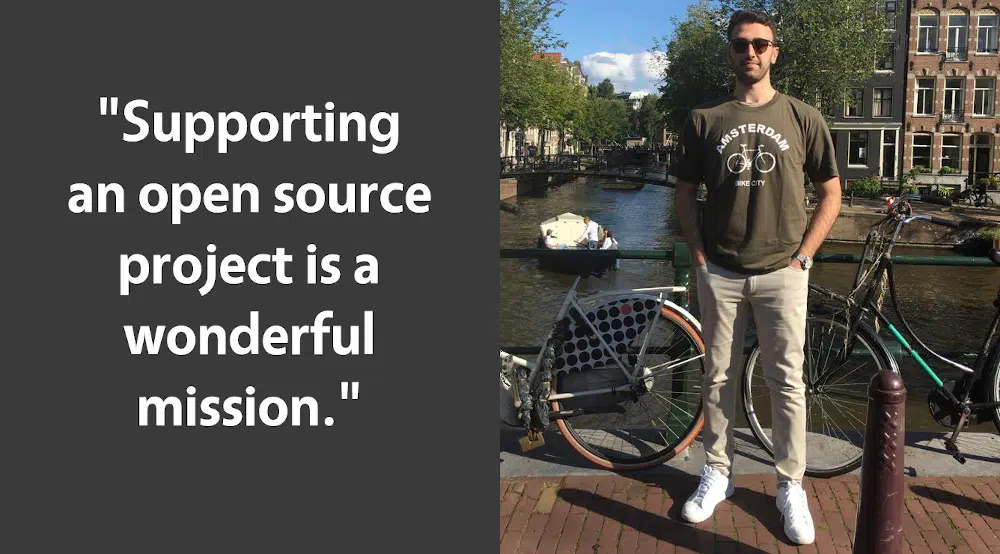 "Supporting
an open source
project is a
wonderful
mission."
AMSTERDAM
BIKE CITY